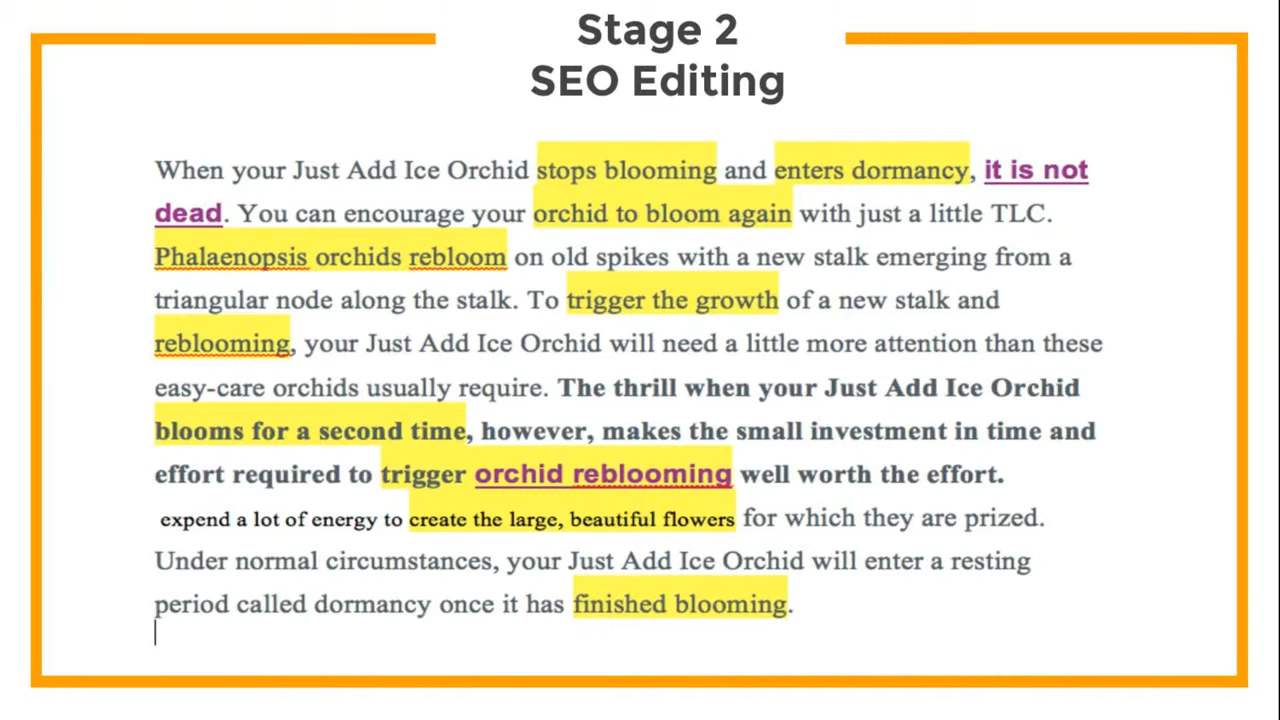 Stage 2
SEO Editing
When your Just Add Ice Orchid stops blooming and enters dormancy, it is not
dead. You can encourage your orchid to bloom again with just a little TLC.
Phalaenopsis orchids rebloom on old spikes with a new stalk emerging from a
triangular node along the stalk. To trigger the growth of a new stalk and
reblooming, your Just Add Ice Orchid will need a little more attention than these
easy-care orchids usually require. The thrill when your Just Add Ice Orchid
blooms for a second time, however, makes the small investment in time and
effort required to trigger orchid reblooming well worth the effort.
expend a lot of energy to create the large, beautiful flowers for which they are prized.
Under normal circumstances, your Just Add Ice Orchid will enter a resting
period called dormancy once it has finished blooming.